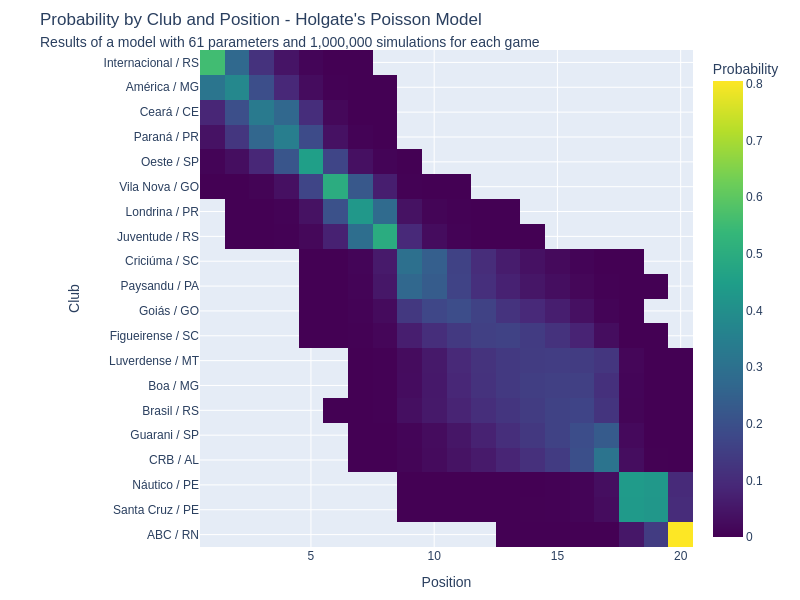 Probability by Club and Position - Holgate's Poisson Model
Results of a model with 61 parameters and 1,000,000 simulations for each game
Probability
Club
Internacional / RS
América / MG
Ceará / CE
Paraná / PR
Oeste / SP
Vila Nova / GO
Londrina / PR
Juventude / RS
Criciúma / SC
Paysandu / PA
Goiás / GO
Figueirense / SC
Luverdense / MT
Boa / MG
Brasil / RS
Guarani / SP
CRB / AL
Náutico / PE
Santa Cruz / PE
ABC / RN
0.8
0.7
0.6
0.5
0.4
0.3
0.2
0.1
0
5
10
15
20
Position